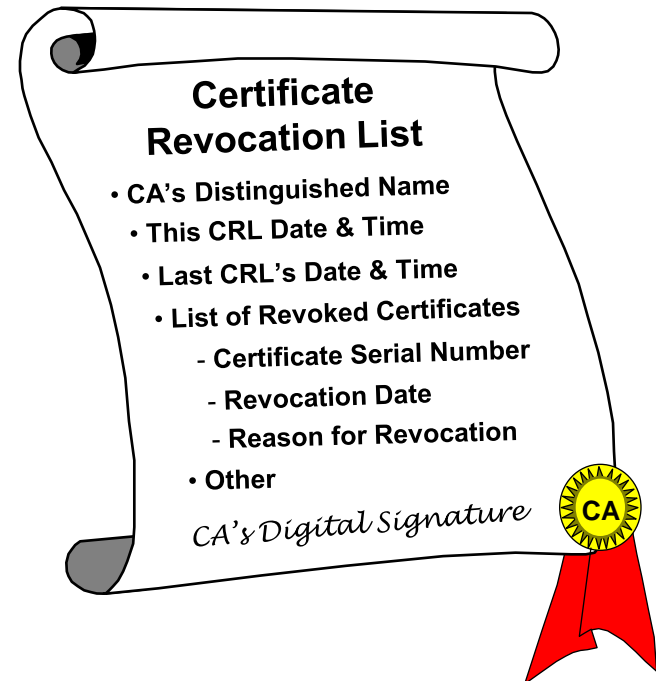 Certificate
Revocation List
• CA's Distinguished Name
• This CRL Date & Time
• Last CRL's Date & Time
• List of Revoked Certificates
- Certificate Serial Number
- Revocation Date
- Reason for Revocation
• Other
CA's Digital Signature
CA